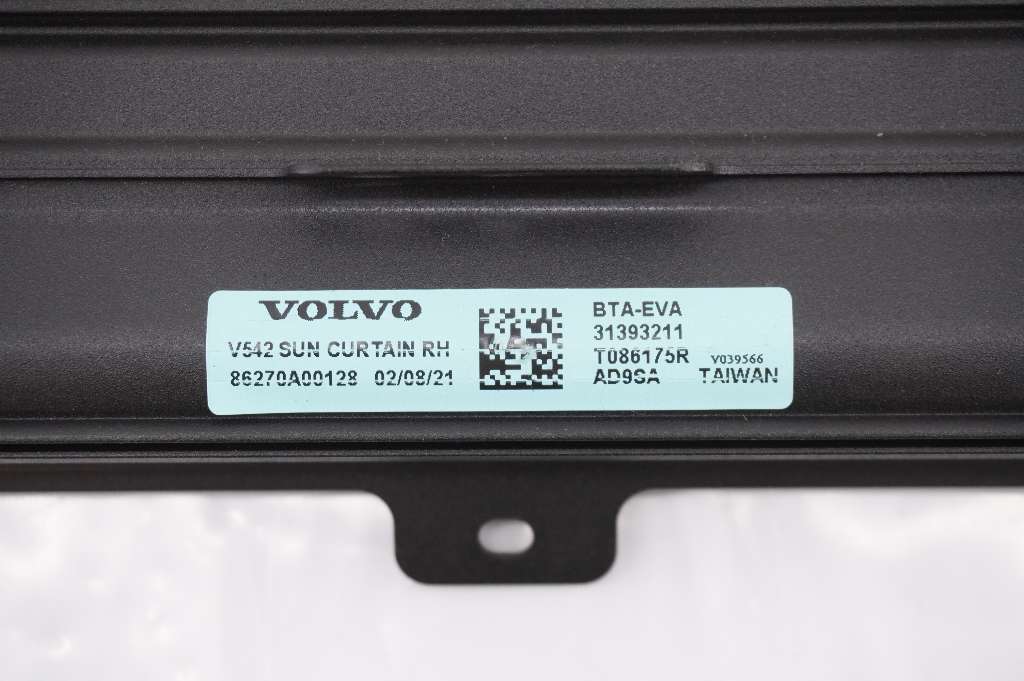 VOLVO
V542 SUN CURTAIN RH
86270A00128 02/08/21
BTA-EVA
31393211
T086175R Y039566
AD9SA TAIWAN